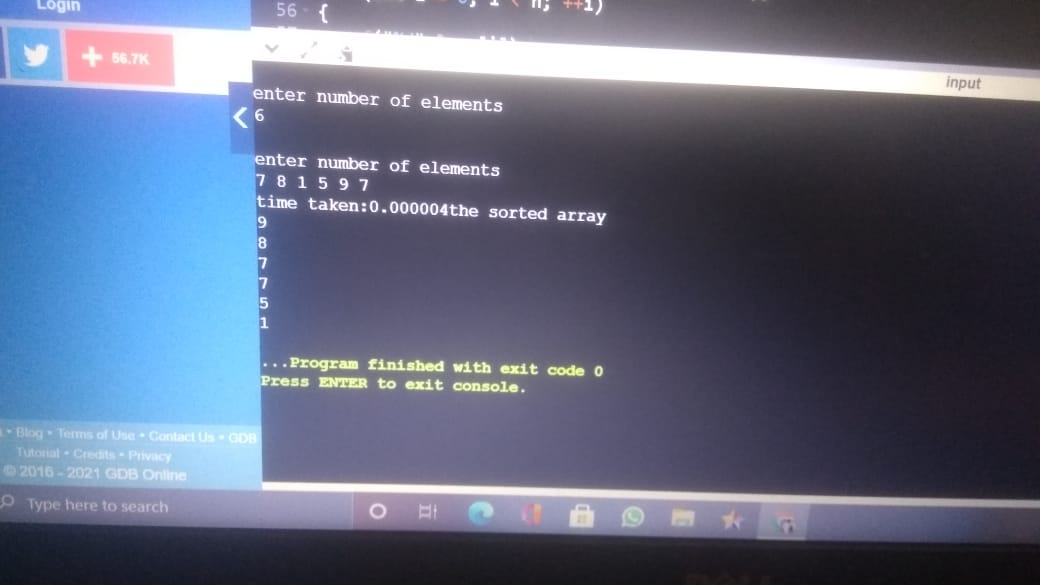 Login
56 {
56.7K
input
enter number of elements
6
enter number of elements
7 8 1 5 9 7
time taken:0.000004the sorted array
9
8
7
7
5
1
...Program finished with exit code 0
Press ENTER to exit console.
• Blog • Terms of Use • Contact Us • GDB
Tutorial • Credits • Privacy
© 2016 - 2021 GDB Online
Type here to search